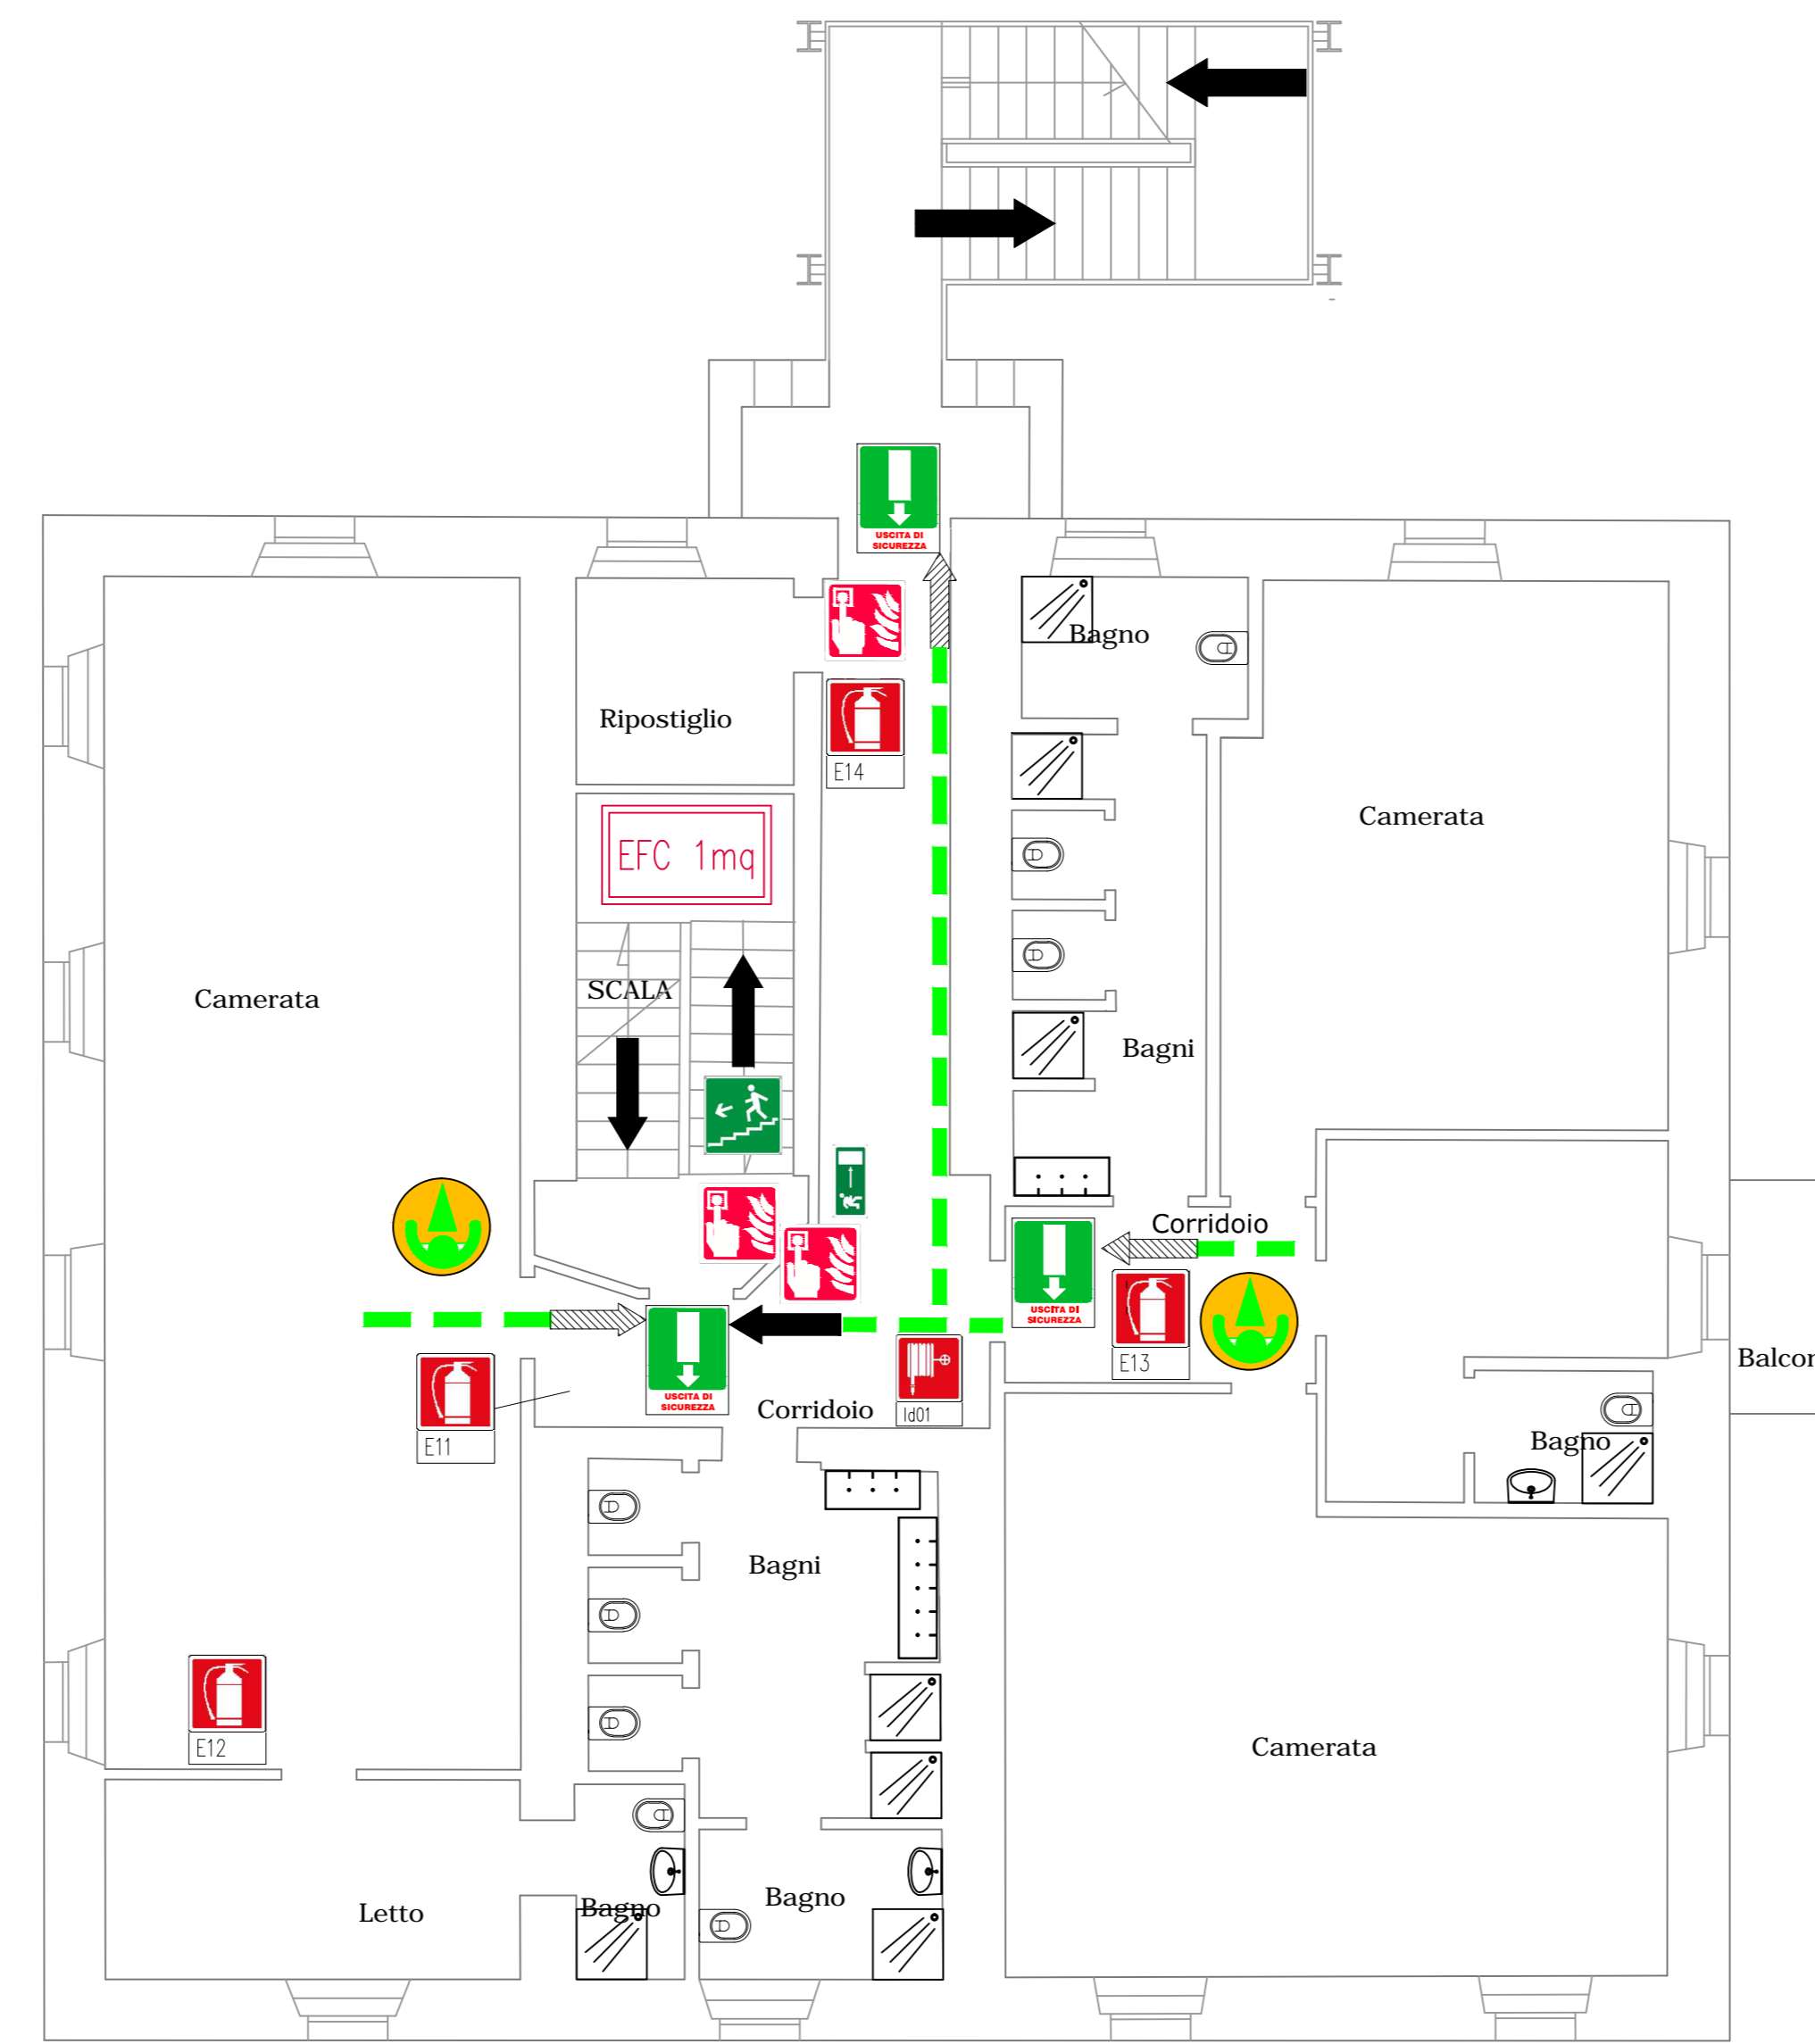 USCITA DI
SICUREZZA
Bagno
Ripostiglio
E14
Camerata
EFC 1mq
Camerata
SCALA
Bagni
Corridoio
USCITA DI
SICUREZZA
E13
Balcon
USCITA DI
SICUREZZA
Corridoio
Id01
E11
Bagno
Bagni
E12
Camerata
Letto
Bagno
Bagno